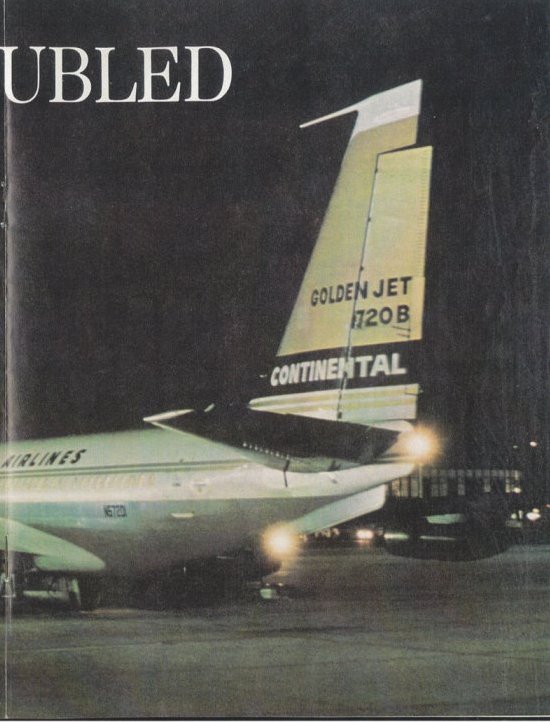 UBLED
GOLDEN JET
720B
CONTINENTAL
AIRLINES